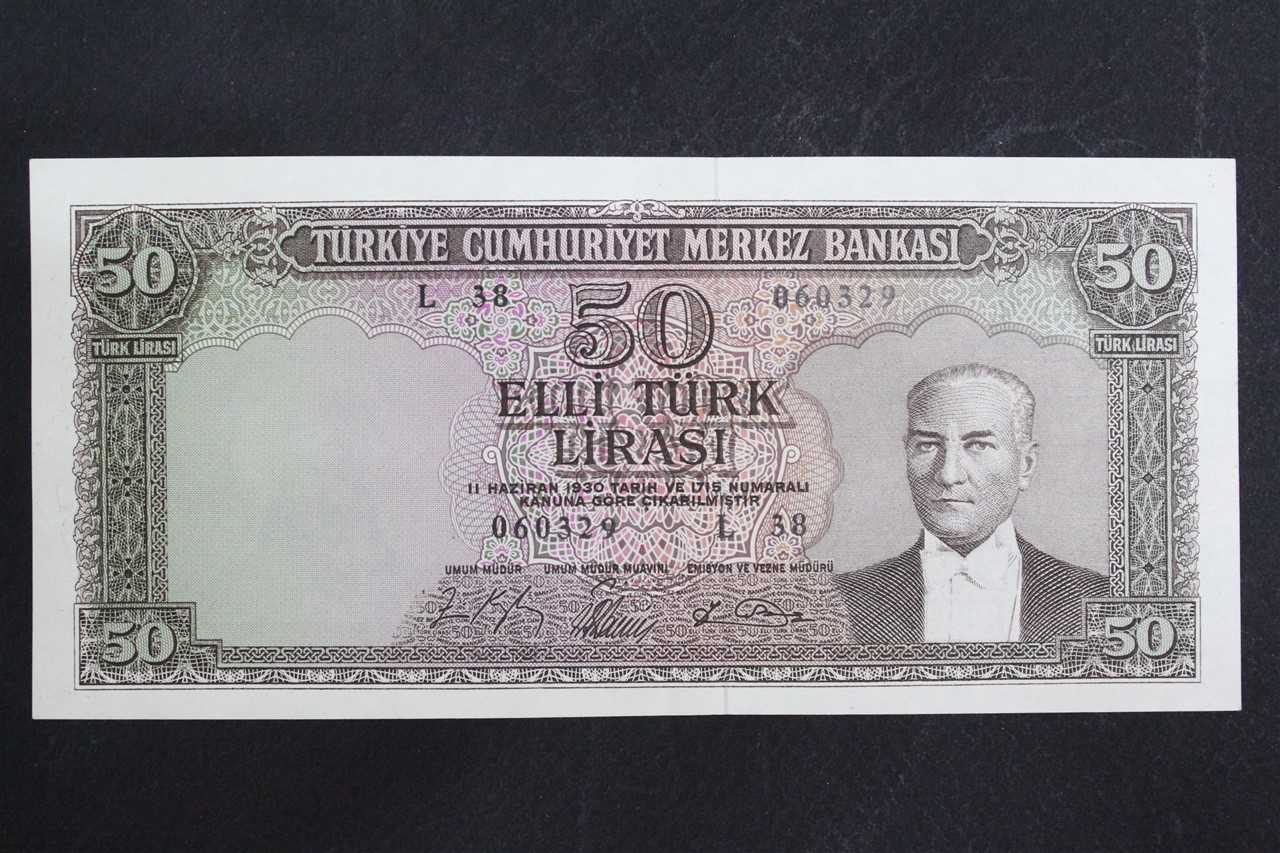 TÜRKİYE CUMHURİYET MERKEZ BANKASI
50
50
L 38
50
060329
TÜRK LİRASI
TÜRK LİRASI
ELLİ TÜRK
LİRASI
11 HAZİRAN 1930 TARİH VE 1715 NUMARALI
KANUNA GÖRE ÇIKARILMIŞTIR
060329
L 38
UMUM MÜDÜR
UMUM MÜDÜR MUAVİNİ
EMİSYON VE VEZNE MÜDÜRÜ
50
50